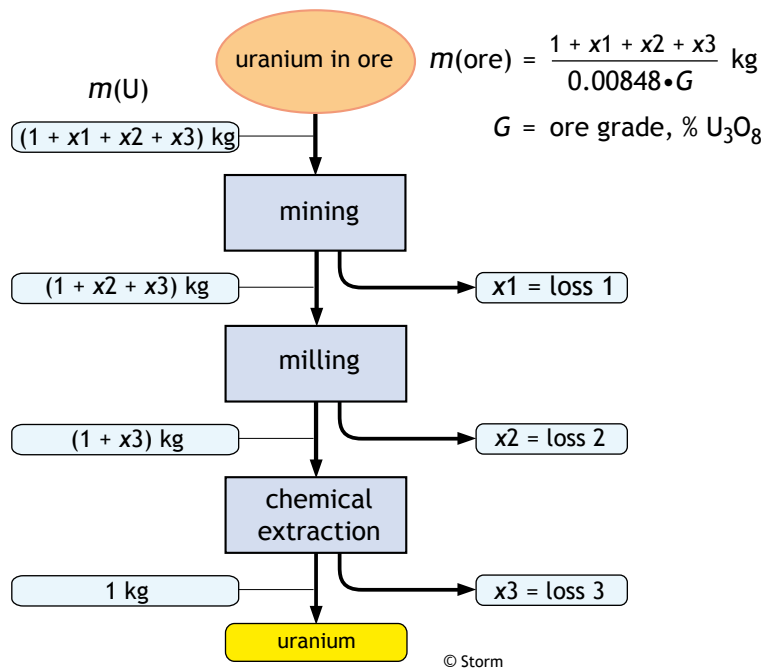 uranium in ore
m(ore) = (1 + x1 + x2 + x3) / (0.00848•G) kg
m(U)
G = ore grade, % U₃O₈
(1 + x1 + x2 + x3) kg
mining
(1 + x2 + x3) kg
x1 = loss 1
milling
(1 + x3) kg
x2 = loss 2
chemical
extraction
1 kg
x3 = loss 3
uranium
© Storm